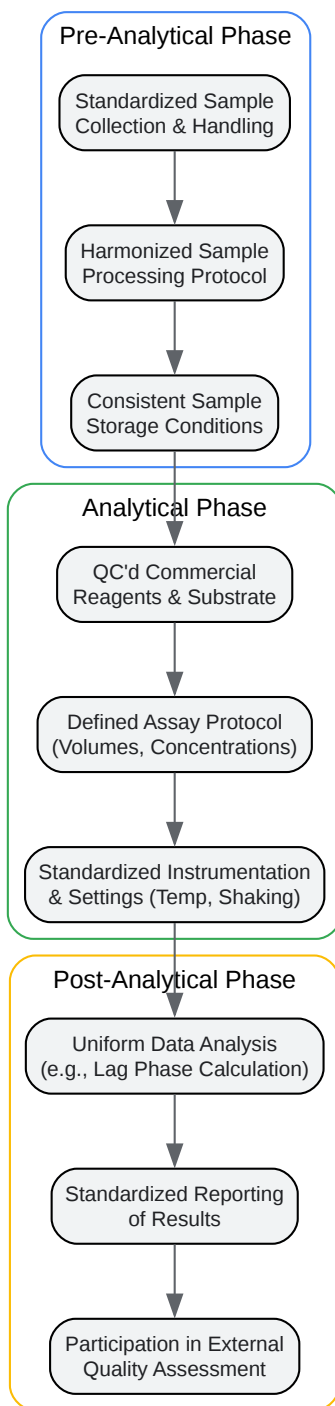 Pre-Analytical Phase
Standardized Sample
Collection & Handling
Harmonized Sample
Processing Protocol
Consistent Sample
Storage Conditions
Analytical Phase
QC'd Commercial
Reagents & Substrate
Defined Assay Protocol
(Volumes, Concentrations)
Standardized Instrumentation
& Settings (Temp, Shaking)
Post-Analytical Phase
Uniform Data Analysis
(e.g., Lag Phase Calculation)
Standardized Reporting
of Results
Participation in External
Quality Assessment